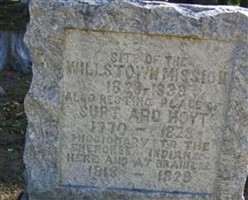 SITE OF THE
WILLSTOWN MISSION
1823 - 1839
ALSO RESTING PLACE OF
SUPT ARD HOYT
1770 - 1828
MISSIONARY TO THE
CHEROKEE INDIANS
HERE AND AT BRAINERD
1818 - 1828